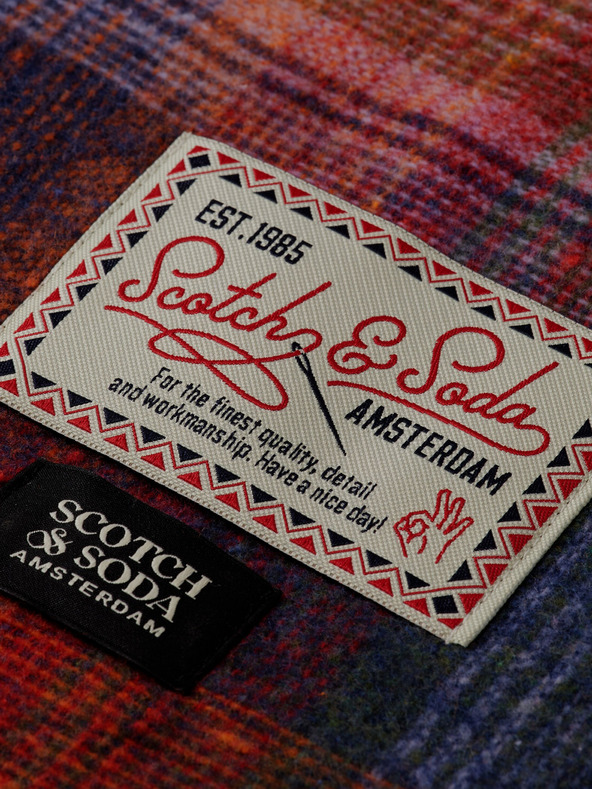 EST. 1985
Scotch & Soda
AMSTERDAM
For the finest quality, detail
and workmanship. Have a nice day!
SCOTCH
& SODA
AMSTERDAM